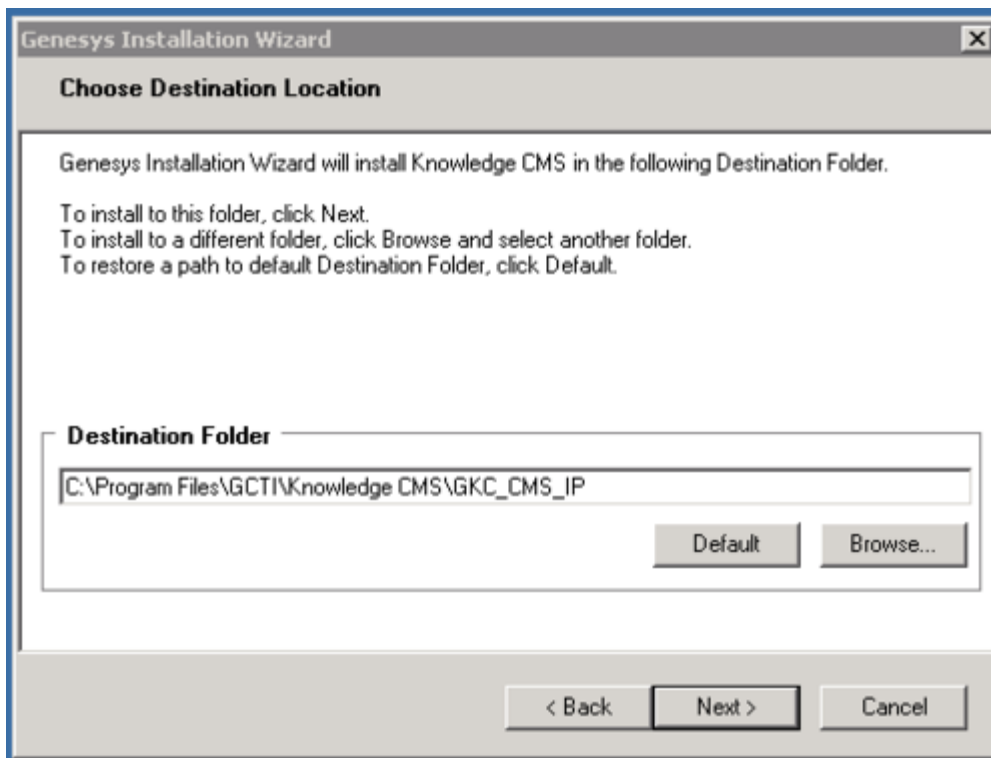 Genesys Installation Wizard
Choose Destination Location
Genesys Installation Wizard will install Knowledge CMS in the following Destination Folder.
To install to this folder, click Next.
To install to a different folder, click Browse and select another folder.
To restore a path to default Destination Folder, click Default.
Destination Folder
C:\Program Files\GCTI\Knowledge CMS\GKC_CMS_IP
Default
Browse...
< Back
Next >
Cancel